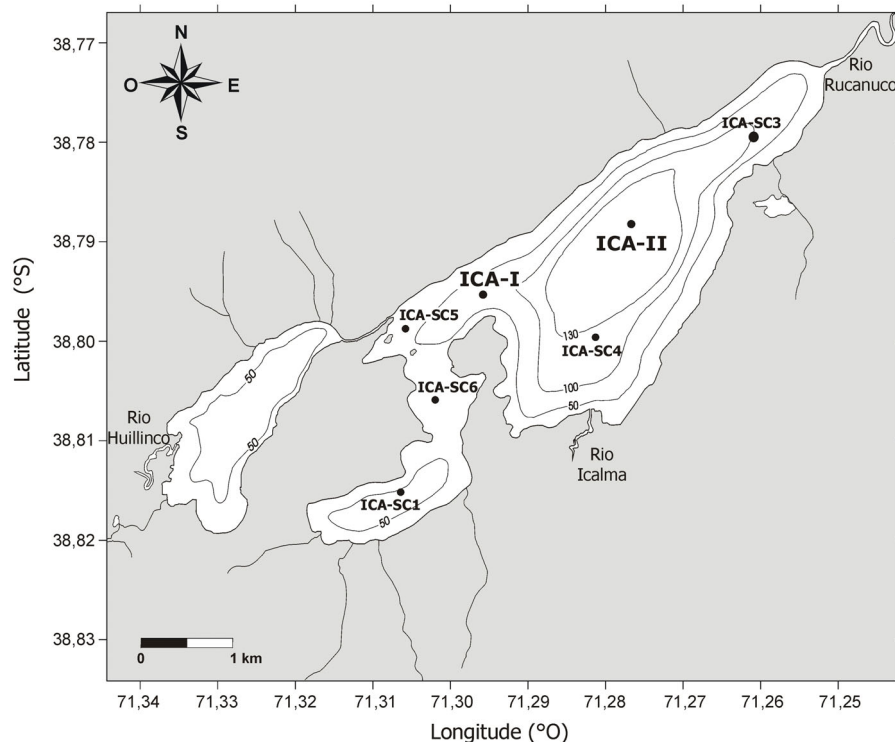 38,77
38,78
38,79
38,80
38,81
38,82
38,83
Latitude (°S)
N
O
E
S
Rio
Rucanuco
ICA-SC3
ICA-II
ICA-I
ICA-SC5
130
ICA-SC4
100
50
ICA-SC6
50
50
Rio
Huillinco
Rio
Icalma
ICA-SC1
50
0
1 km
71,34
71,33
71,32
71,31
71,30
71,29
71,28
71,27
71,26
71,25
Longitude (°O)